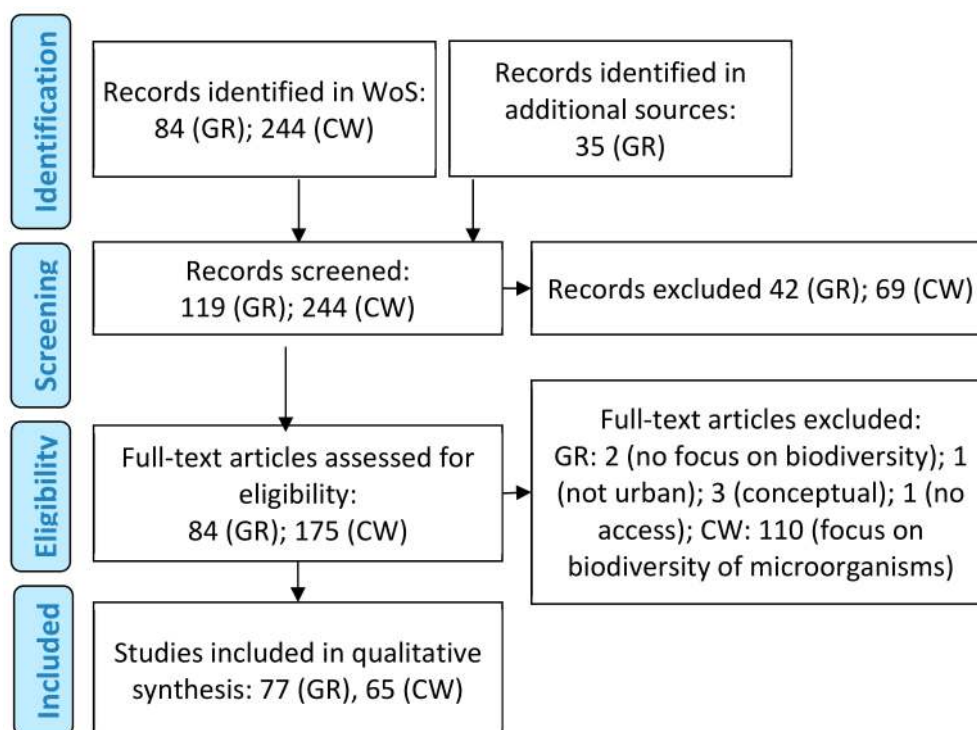 Identification
Records identified in WoS:
84 (GR); 244 (CW)
Records identified in
additional sources:
35 (GR)
Screening
Records screened:
119 (GR); 244 (CW)
Records excluded 42 (GR); 69 (CW)
Eligibility
Full-text articles assessed for
eligibility:
84 (GR); 175 (CW)
Full-text articles excluded:
GR: 2 (no focus on biodiversity); 1
(not urban); 3 (conceptual); 1 (no
access); CW: 110 (focus on
biodiversity of microorganisms)
Included
Studies included in qualitative
synthesis: 77 (GR), 65 (CW)